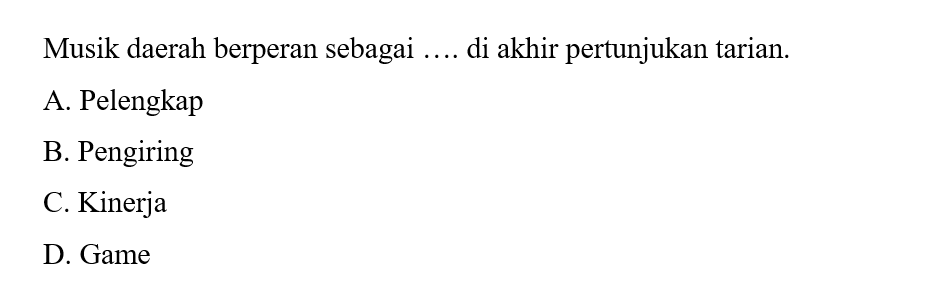 Musik daerah berperan sebagai …. di akhir pertunjukan tarian.
A. Pelengkap
B. Pengiring
C. Kinerja
D. Game